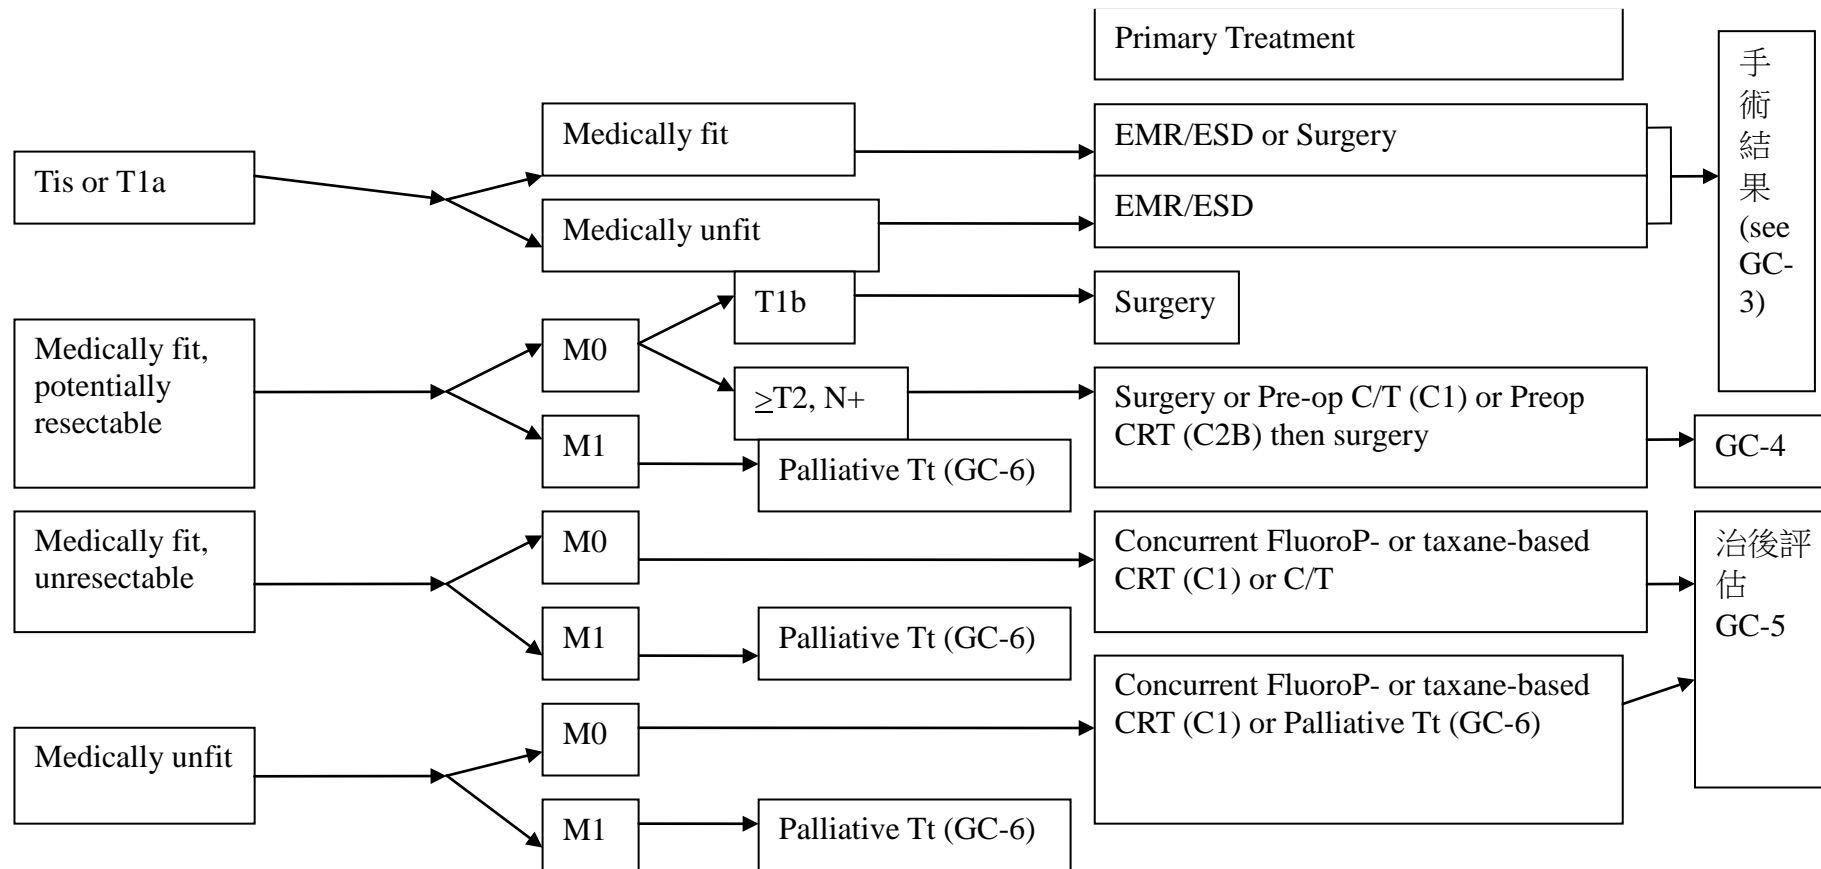 Primary Treatment
手
術
結
果
(see
GC-
3)
Tis or T1a
Medically fit
EMR/ESD or Surgery
Medically unfit
EMR/ESD
Medically fit,
potentially
resectable
M0
T1b
Surgery
≥T2, N+
Surgery or Pre-op C/T (C1) or Preop
CRT (C2B) then surgery
GC-4
M1
Palliative Tt (GC-6)
Medically fit,
unresectable
M0
Concurrent FluoroP- or taxane-based
CRT (C1) or C/T
治後評
估
GC-5
M1
Palliative Tt (GC-6)
Medically unfit
M0
Concurrent FluoroP- or taxane-based
CRT (C1) or Palliative Tt (GC-6)
M1
Palliative Tt (GC-6)